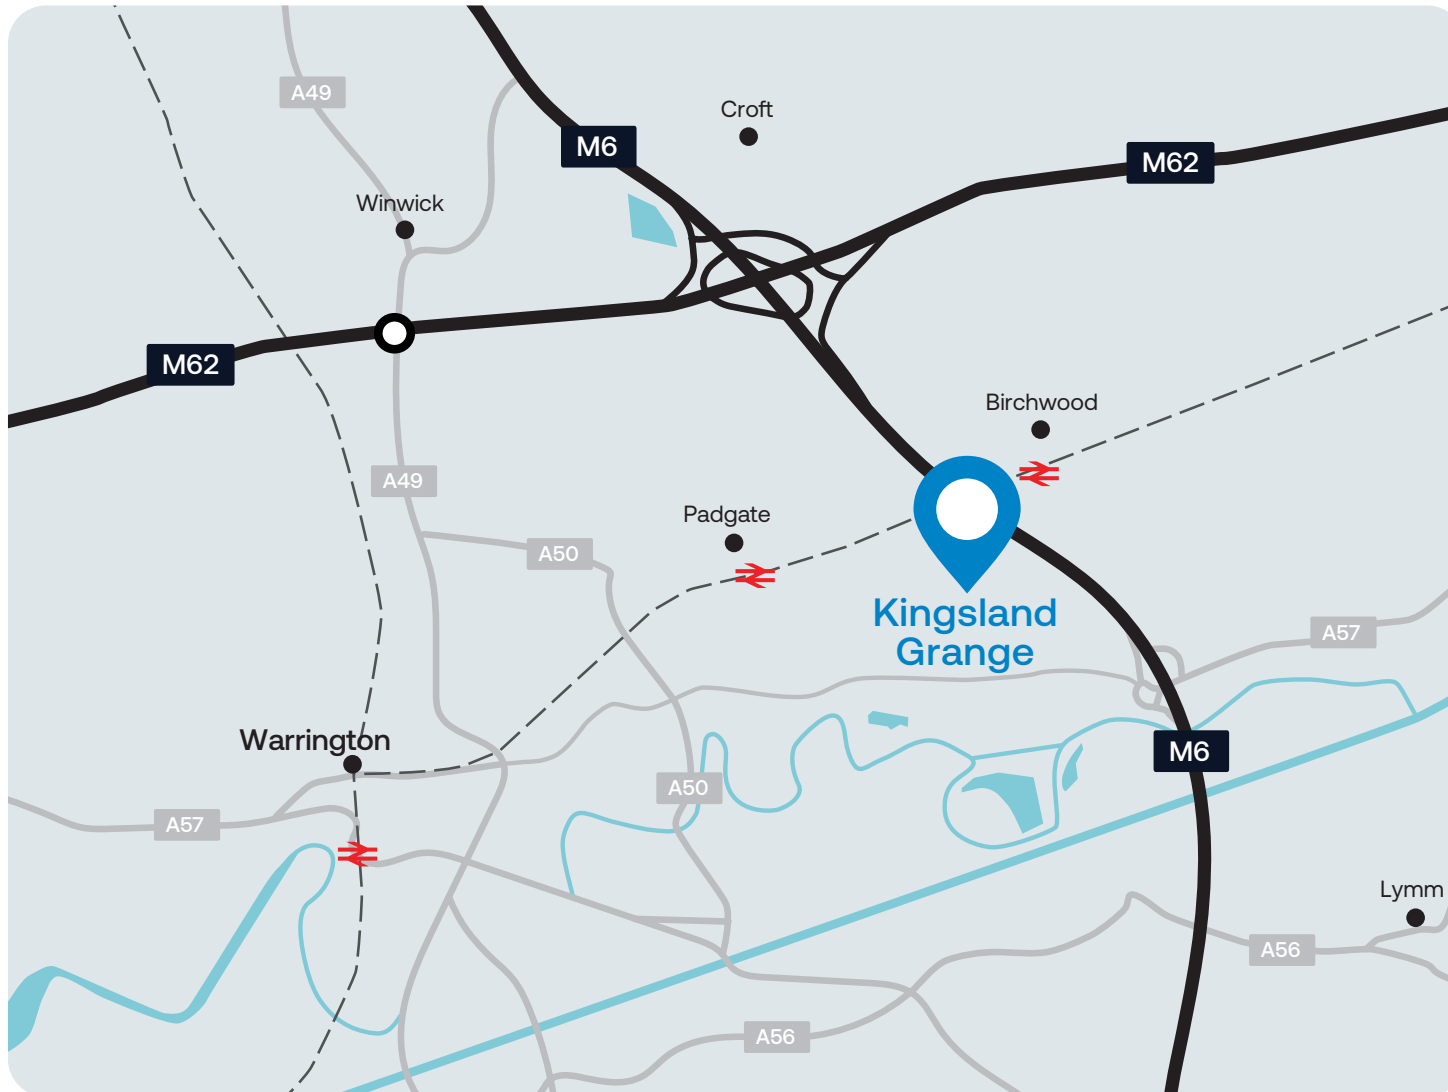 A49
Croft
M6
M62
Winwick
M62
Birchwood
A49
Padgate
A50
Kingsland
Grange
A57
Warrington
M6
A50
A57
Lymm
A56
A56